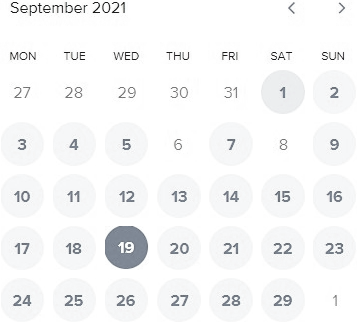 September 2021
MON TUE WED THU FRI SAT SUN
27 28 29 30 31 1 2
3 4 5 6 7 8 9
10 11 12 13 14 15 16
17 18 19 20 21 22 23
24 25 26 27 28 29 1